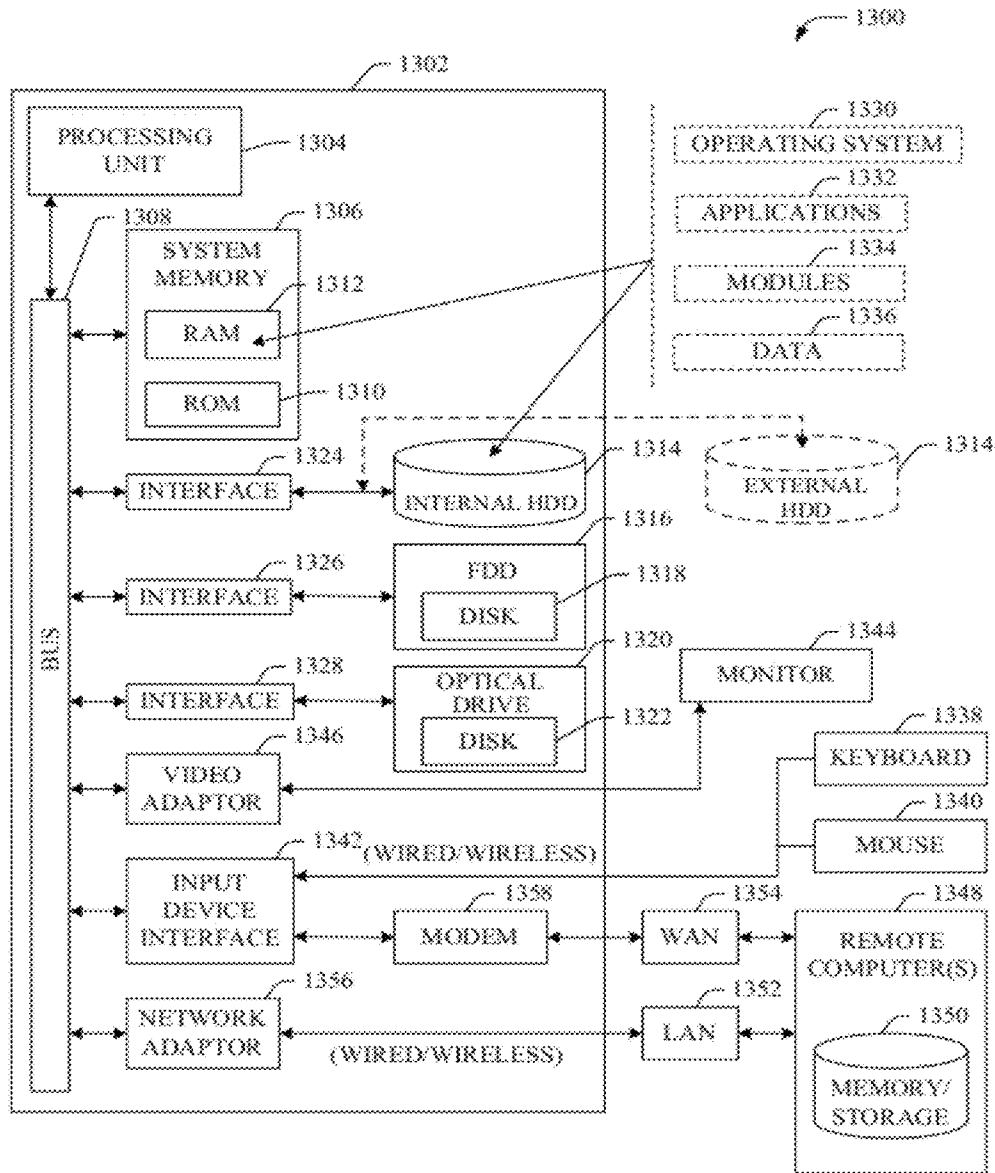 1300
1302
PROCESSING
UNIT
1304
1308
1306
SYSTEM
MEMORY
1312
RAM
1310
ROM
1330
OPERATING SYSTEM
1332
APPLICATIONS
1334
MODULES
1336
DATA
1324
INTERFACE
1314
INTERNAL HDD
1314
EXTERNAL
HDD
1326
INTERFACE
1316
FDD
1318
DISK
BUS
1328
INTERFACE
1320
OPTICAL
DRIVE
1322
DISK
1344
MONITOR
1346
VIDEO
ADAPTOR
1338
KEYBOARD
1340
MOUSE
1342
(WIRED/WIRELESS)
INPUT
DEVICE
INTERFACE
1358
MODEM
1354
WAN
1348
REMOTE
COMPUTER(S)
1356
NETWORK
ADAPTOR
(WIRED/WIRELESS)
1352
LAN
1350
MEMORY/
STORAGE